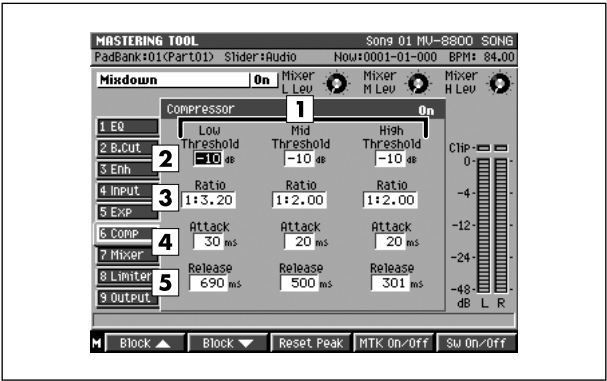 MASTERING TOOL Song 01 MV-8800 SONG
PadBank:01(Part01) Slider:Audio Now:0001-01-000 BPM: 84.00
Mixdown On Mixer L Lev Mixer M Lev Mixer H Lev
Compressor On
1
1 EQ
2 B.Cut
3 Enh
4 Input
5 Exp
6 Comp
7 Mixer
8 Limiter
9 Output
Low Mid High
2
Threshold Threshold Threshold
-10 dB -10 dB -10 dB
3
Ratio Ratio Ratio
1:3.20 1:2.00 1:2.00
4
Attack Attack Attack
30 ms 20 ms 20 ms
5
Release Release Release
690 ms 500 ms 301 ms
Clip
0
-4
-12
-24
-48
dB L R
M Block ▲ Block ▼ Reset Peak MTK On/Off Sw On/Off